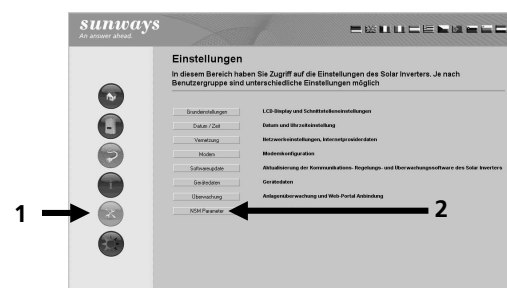 sunways
An answer ahead.
Einstellungen
In diesem Bereich haben Sie Zugriff auf die Einstellungen des Solar Inverters. Je nach
Benutzergruppe sind unterschiedliche Einstellungen möglich
Grundeinstellungen LCD-Display und Schnittstelleneinstellungen
Datum / Zeit Datum und Uhrzeiteinstellung
Vernetzung Netzwerkeinstellungen, Internetproviderdaten
Modem Modemkonfiguration
Softwareupdate Aktualisierung der Kommunikations- Regelungs- und Überwachungssoftware des Solar Inverters
Gerätedaten Gerätedaten
Überwachung Anlagenüberwachung und Web-Portal Anbindung
NSM Parameter 2
1